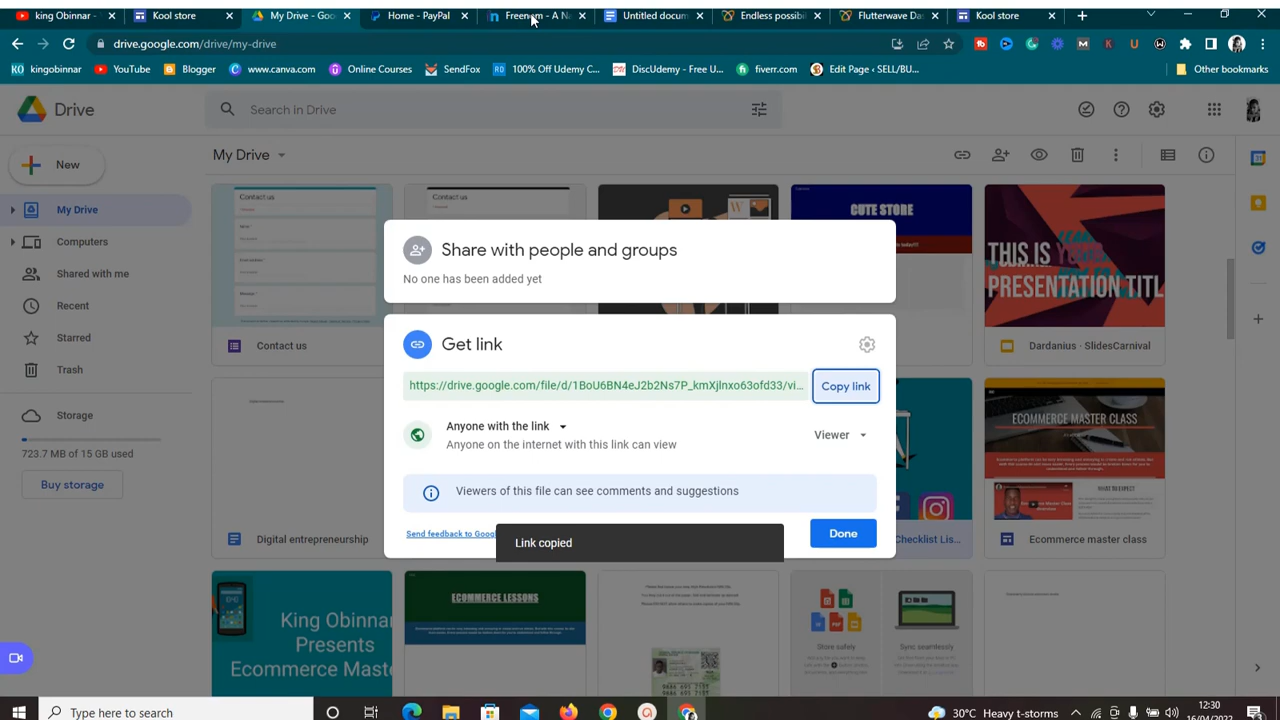 king Obinnar
Kool store
My Drive - Goo
Home - PayPal
Freenom - A Na
Untitled docum
Endless possibi
Flutterwave Da
Kool store
drive.google.com/drive/my-drive
kingobinnar
YouTube
Blogger
www.canva.com
Online Courses
SendFox
100% Off Udemy C...
DiscUdemy - Free U...
fiverr.com
Edit Page ‹ SELL/BU...
Other bookmarks
Drive
Search in Drive
New
My Drive
My Drive
Computers
Shared with me
Recent
Starred
Trash
Storage
723.7 MB of 15 GB used
Buy storage
Contact us
Contact us
CUTE STORE
THIS IS YOUR
PRESENTATION TITL
Contact us
Dardanius · SlidesCarnival
Share with people and groups
No one has been added yet
Get link
https://drive.google.com/file/d/1BoU6BN4eJ2b2Ns7P_kmXjlnxo63ofd33/vi...
Copy link
Anyone with the link
Anyone on the internet with this link can view
Viewer
Viewers of this file can see comments and suggestions
Send feedback to Googl
Link copied
Done
ECOMMERCE MASTER CLASS
Digital entrepreneurship
Checklist Lis...
Ecommerce master class
King Obinnar
Presents
Ecommerce Maste
ECOMMERCE LESSONS
Store safely
Sync seamlessly
Type here to search
30°C Heavy t-storms
12:30
16/04/2022